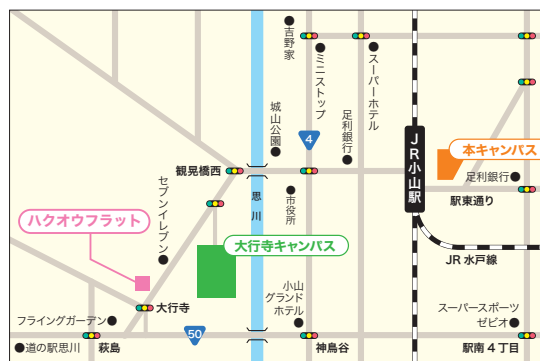 吉野家
ミニストップ
スーパーホテル
城山公園
4
足利銀行
JR小山駅
本キャンパス
足利銀行
観見橋西
駅東通り
セブンイレブン
思川
市役所
ハクオウフラット
大行寺キャンパス
JR水戸線
小山
グランド
ホテル
大行寺
スーパースポーツ
ゼビオ
フライングガーデン
50
道の駅思川
萩島
神鳥谷
駅南4丁目